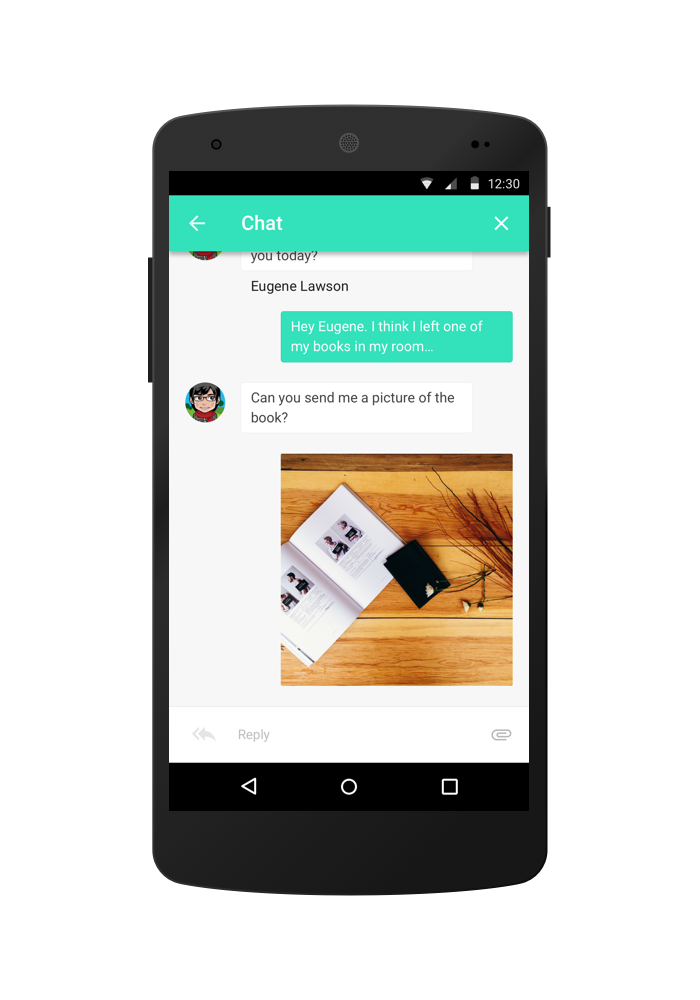 12:30
Chat
you today?
Eugene Lawson
Hey Eugene. I think I left one of
my books in my room...
Can you send me a picture of the
book?
Reply